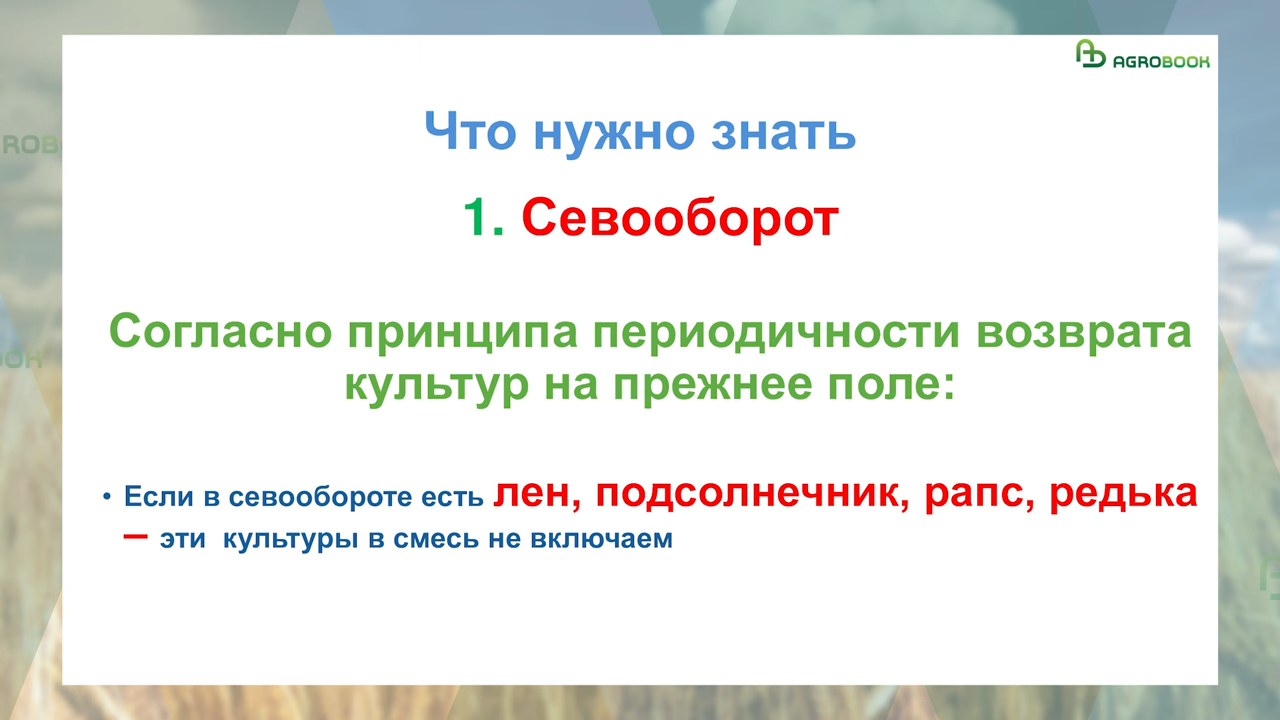 AGROBOOK
Что нужно знать
1. Севооборот
Согласно принципа периодичности возврата
культур на прежнее поле:
• Если в севообороте есть лен, подсолнечник, рапс, редька
– эти культуры в смесь не включаем